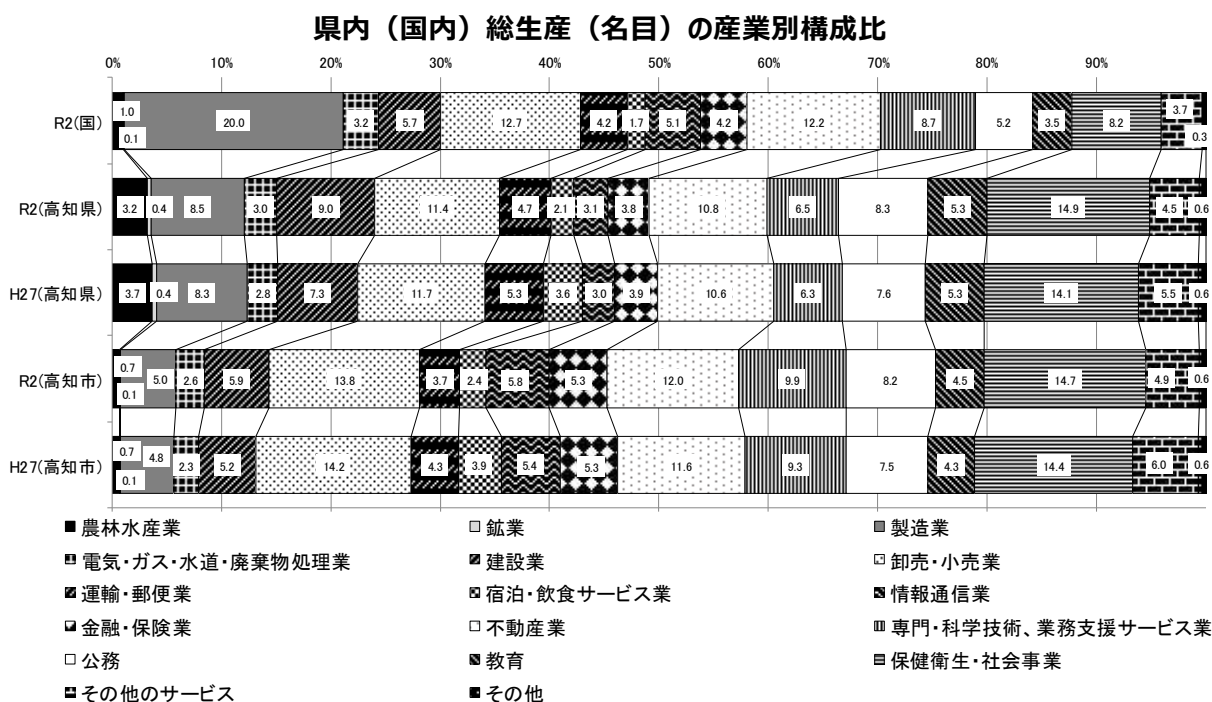 県内（国内）総生産（名目）の産業別構成比
0% 10% 20% 30% 40% 50% 60% 70% 80% 90%
R2(国) 1.0 0.1 20.0 3.2 5.7 12.7 4.2 1.7 5.1 4.2 12.2 8.7 5.2 3.5 8.2 3.7 0.3
R2(高知県) 3.2 0.4 8.5 3.0 9.0 11.4 4.7 2.1 3.1 3.8 10.8 6.5 8.3 5.3 14.9 4.5 0.6
H27(高知県) 3.7 0.4 8.3 2.8 7.3 11.7 5.3 3.6 3.0 3.9 10.6 6.3 7.6 5.3 14.1 5.5 0.6
R2(高知市) 0.7 0.1 5.0 2.6 5.9 13.8 3.7 2.4 5.8 5.3 12.0 9.9 8.2 4.5 14.7 4.9 0.6
H27(高知市) 0.7 0.1 4.8 2.3 5.2 14.2 4.3 3.9 5.4 5.3 11.6 9.3 7.5 4.3 14.4 6.0 0.6
農林水産業 鉱業 製造業
電気・ガス・水道・廃棄物処理業 建設業 卸売・小売業
運輸・郵便業 宿泊・飲食サービス業 情報通信業
金融・保険業 不動産業 専門・科学技術、業務支援サービス業
公務 教育 保健衛生・社会事業
その他のサービス その他